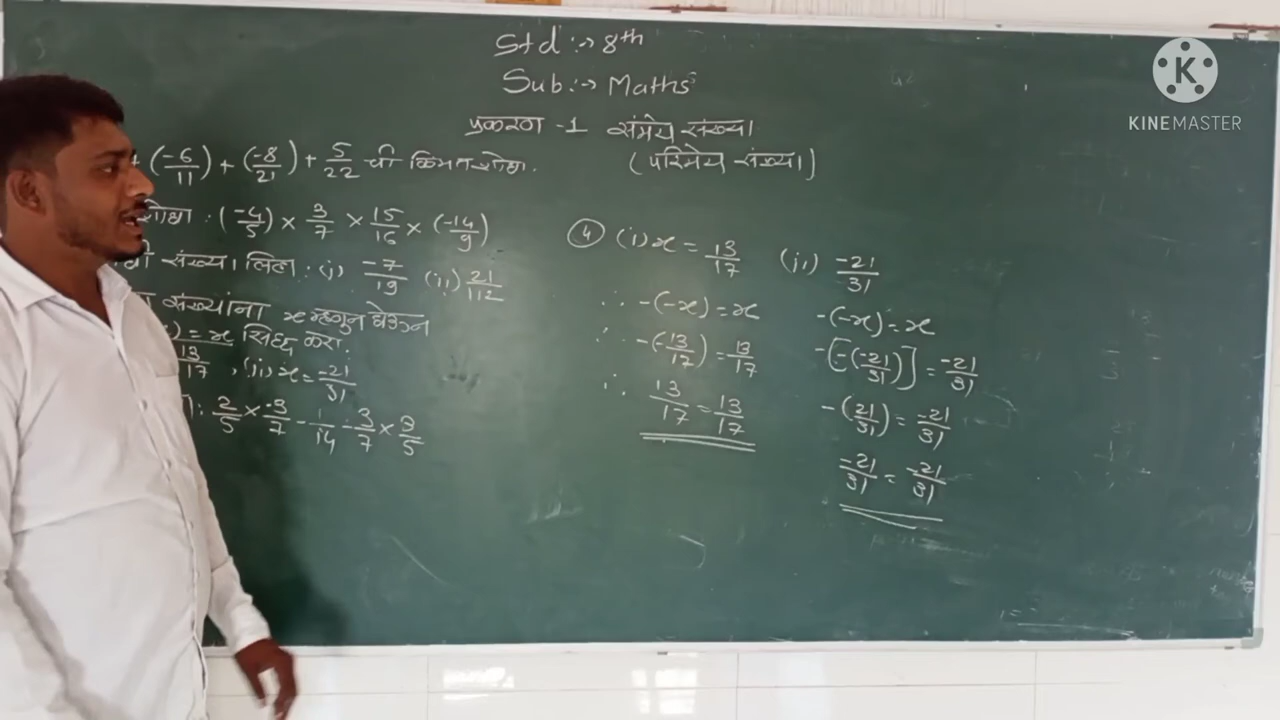 Std :→ 8th
Sub :→ Maths
प्रकरण -1 संमेय संख्या
(परिमेय संख्या)
+ (-6/11) + (-8/21) + 5/22 ची किंमत शोधा.
शोधा : (-4/5) × 3/7 × 15/16 × (-14/9)
संख्या लिहा : (i) -7/19 (ii) 21/112
संख्यांना x म्हणून घेऊन
) = x सिद्ध करा.
13/17 , (ii) x = -21/31
: 2/5 × -3/7 - 1/14 - 3/7 × 3/5
④ (i) x = 13/17
∴ -(-x) = x
∴ -(-13/17) = 13/17
∴ 13/17 = 13/17
(ii) -21/31
-(-x) = x
-[-(-21/31)] = -21/31
-(21/31) = -21/31
-21/31 = -21/31
KINEMASTER